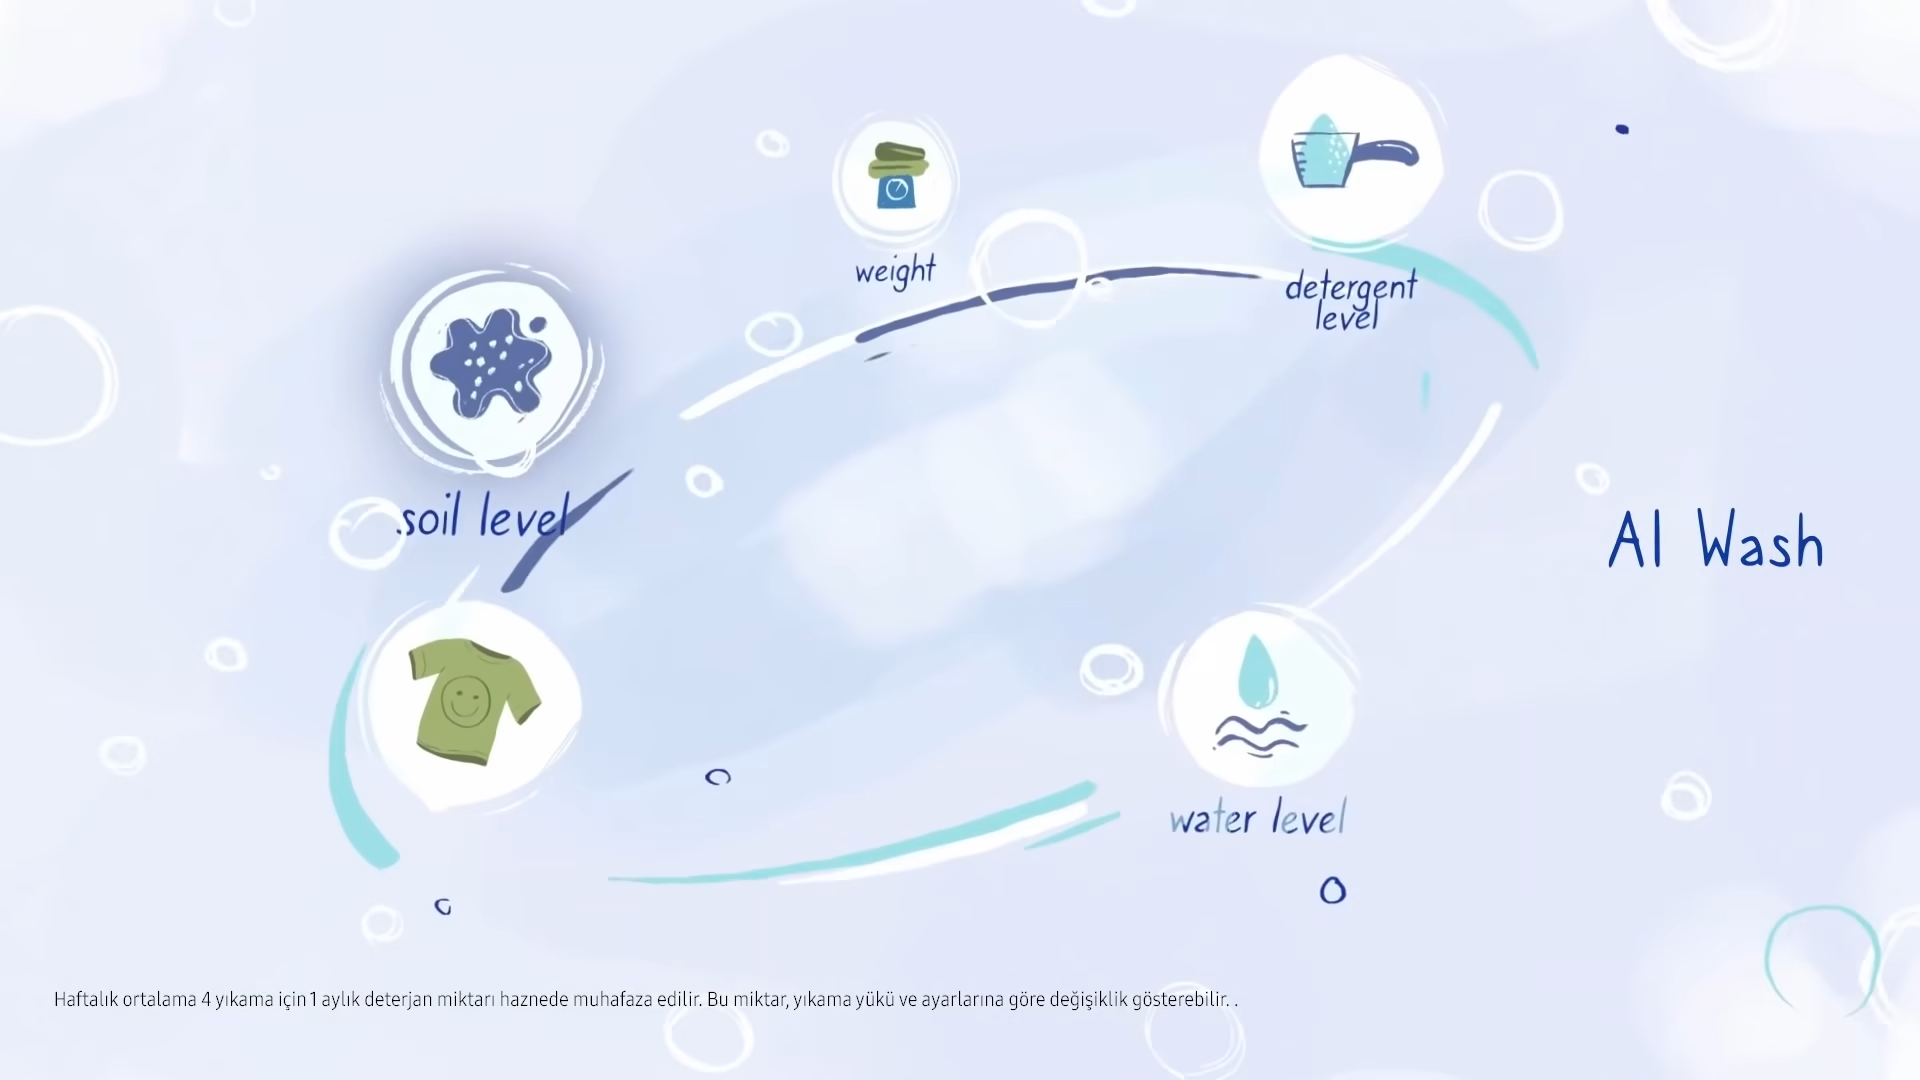 weight
detergent
level
soil level
AI Wash
water level
Haftalık ortalama 4 yıkama için 1 aylık deterjan miktarı haznede muhafaza edilir. Bu miktar, yıkama yükü ve ayarlarına göre değişiklik gösterebilir. .